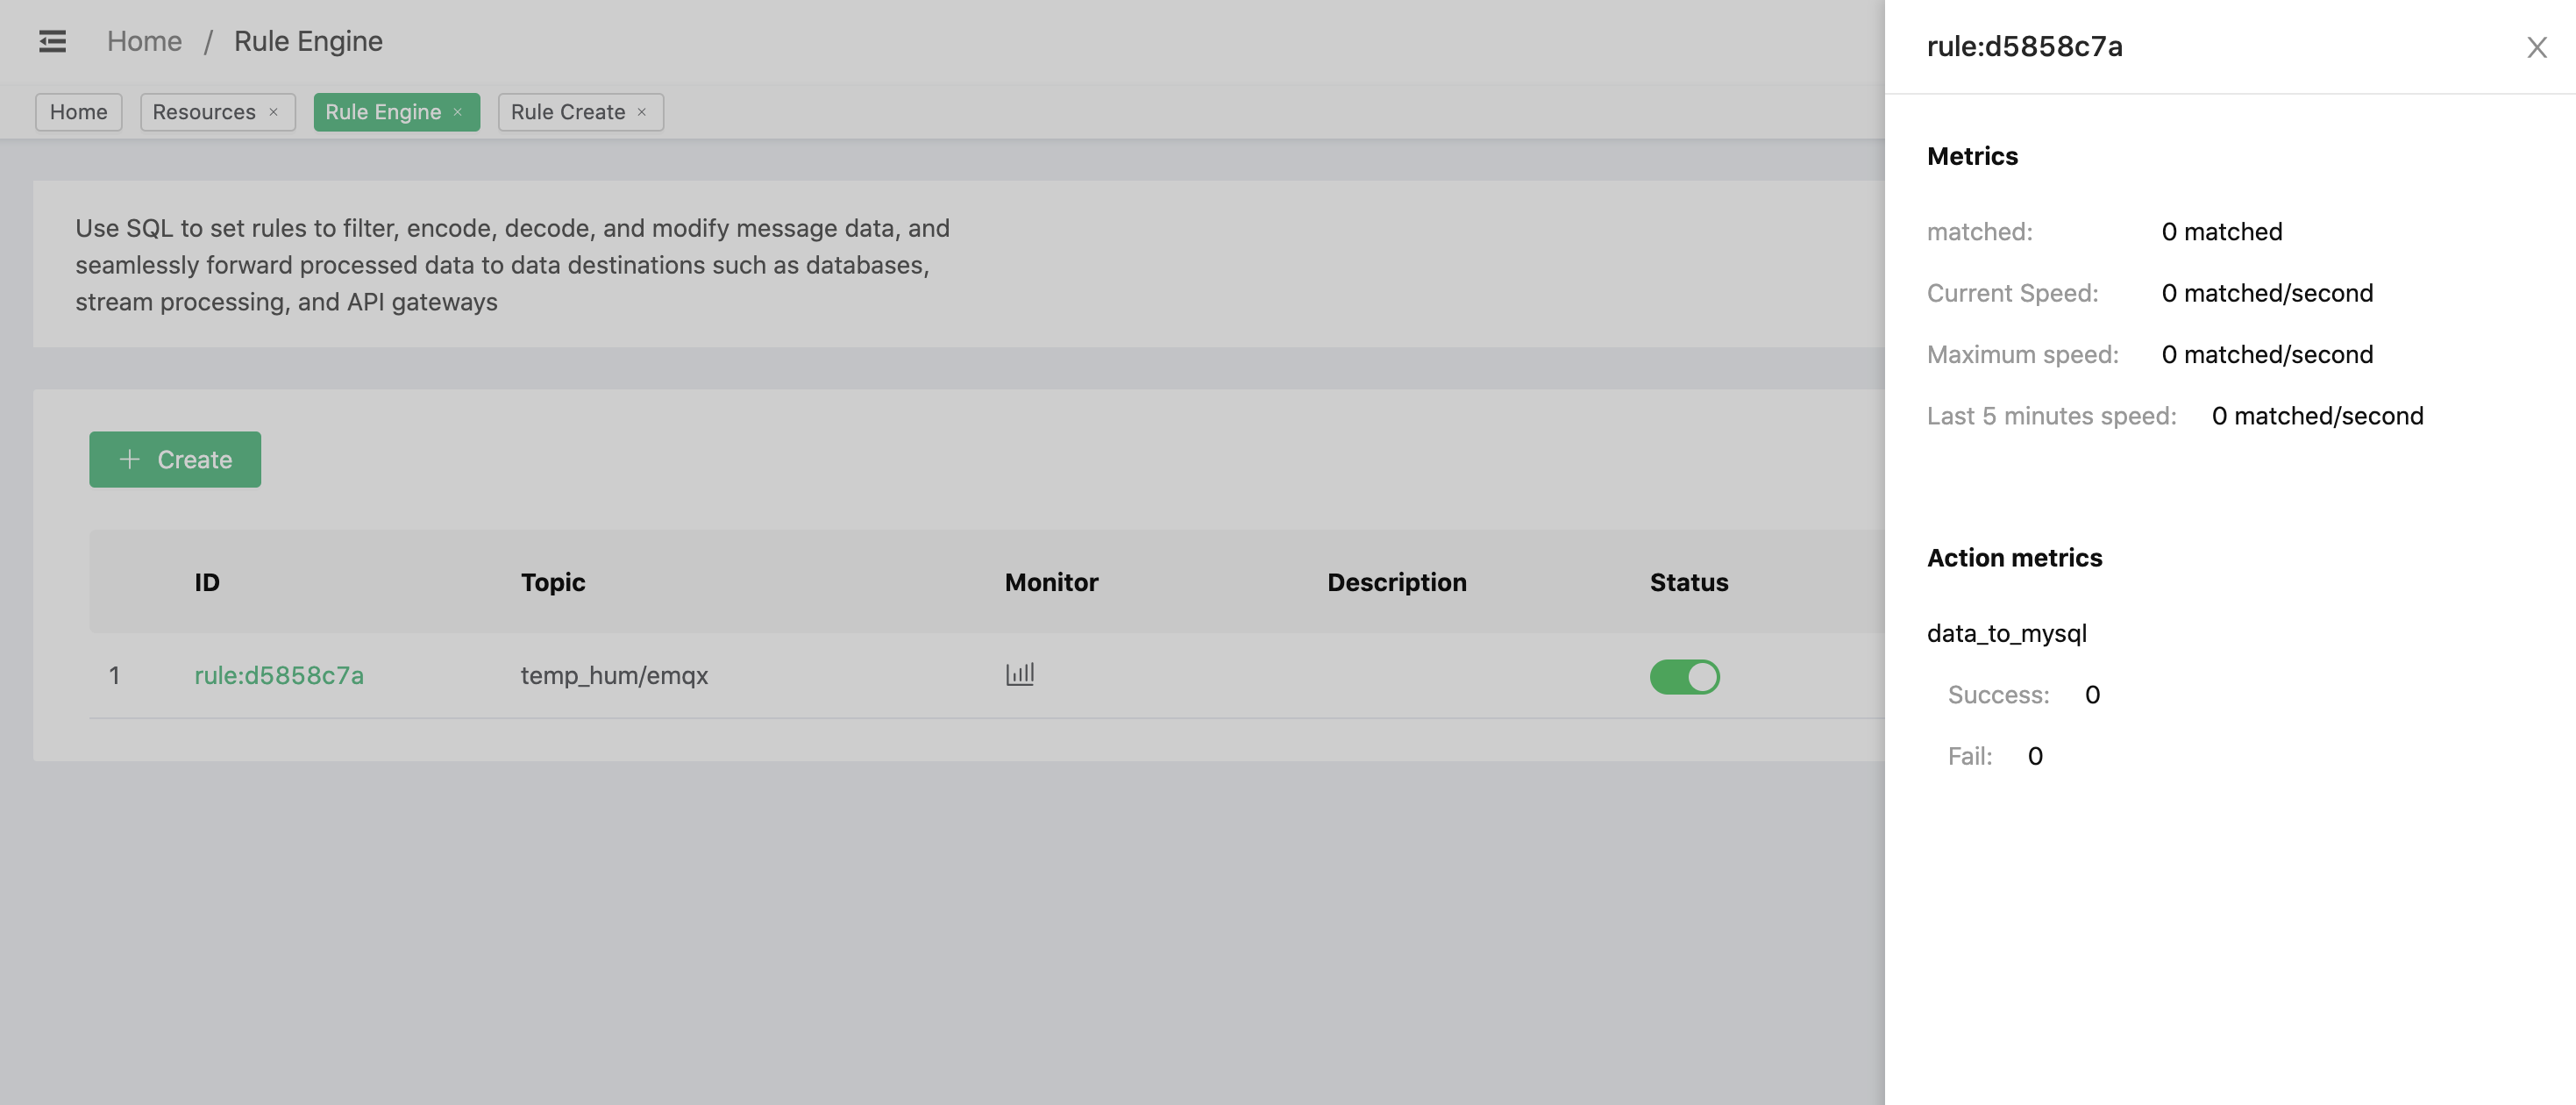 Home / Rule Engine
Home
Resources ×
Rule Engine ×
Rule Create ×
Use SQL to set rules to filter, encode, decode, and modify message data, and
seamlessly forward processed data to data destinations such as databases,
stream processing, and API gateways
+ Create
ID Topic Monitor Description Status
1 rule:d5858c7a temp_hum/emqx
rule:d5858c7a
Metrics
matched: 0 matched
Current Speed: 0 matched/second
Maximum speed: 0 matched/second
Last 5 minutes speed: 0 matched/second
Action metrics
data_to_mysql
Success: 0
Fail: 0